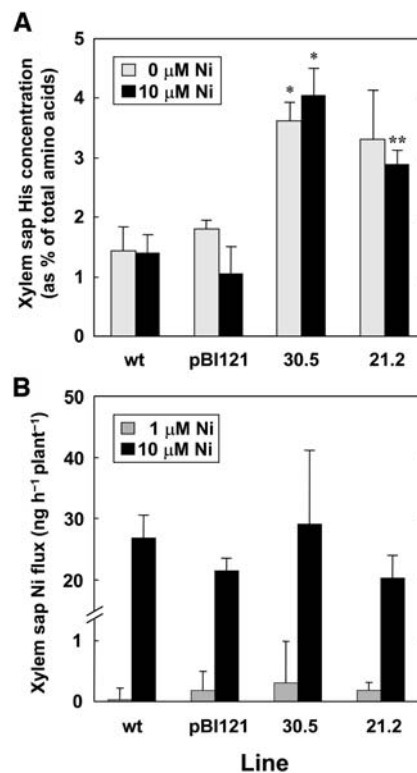 A
Xylem sap His concentration
(as % of total amino acids)
5
4
3
2
1
0
0 µM Ni
10 µM Ni
* * **
wt pBI121 30.5 21.2
B
Xylem sap Ni flux (ng h⁻¹ plant⁻¹)
50
40
30
20
1
0
1 µM Ni
10 µM Ni
wt pBI121 30.5 21.2
Line